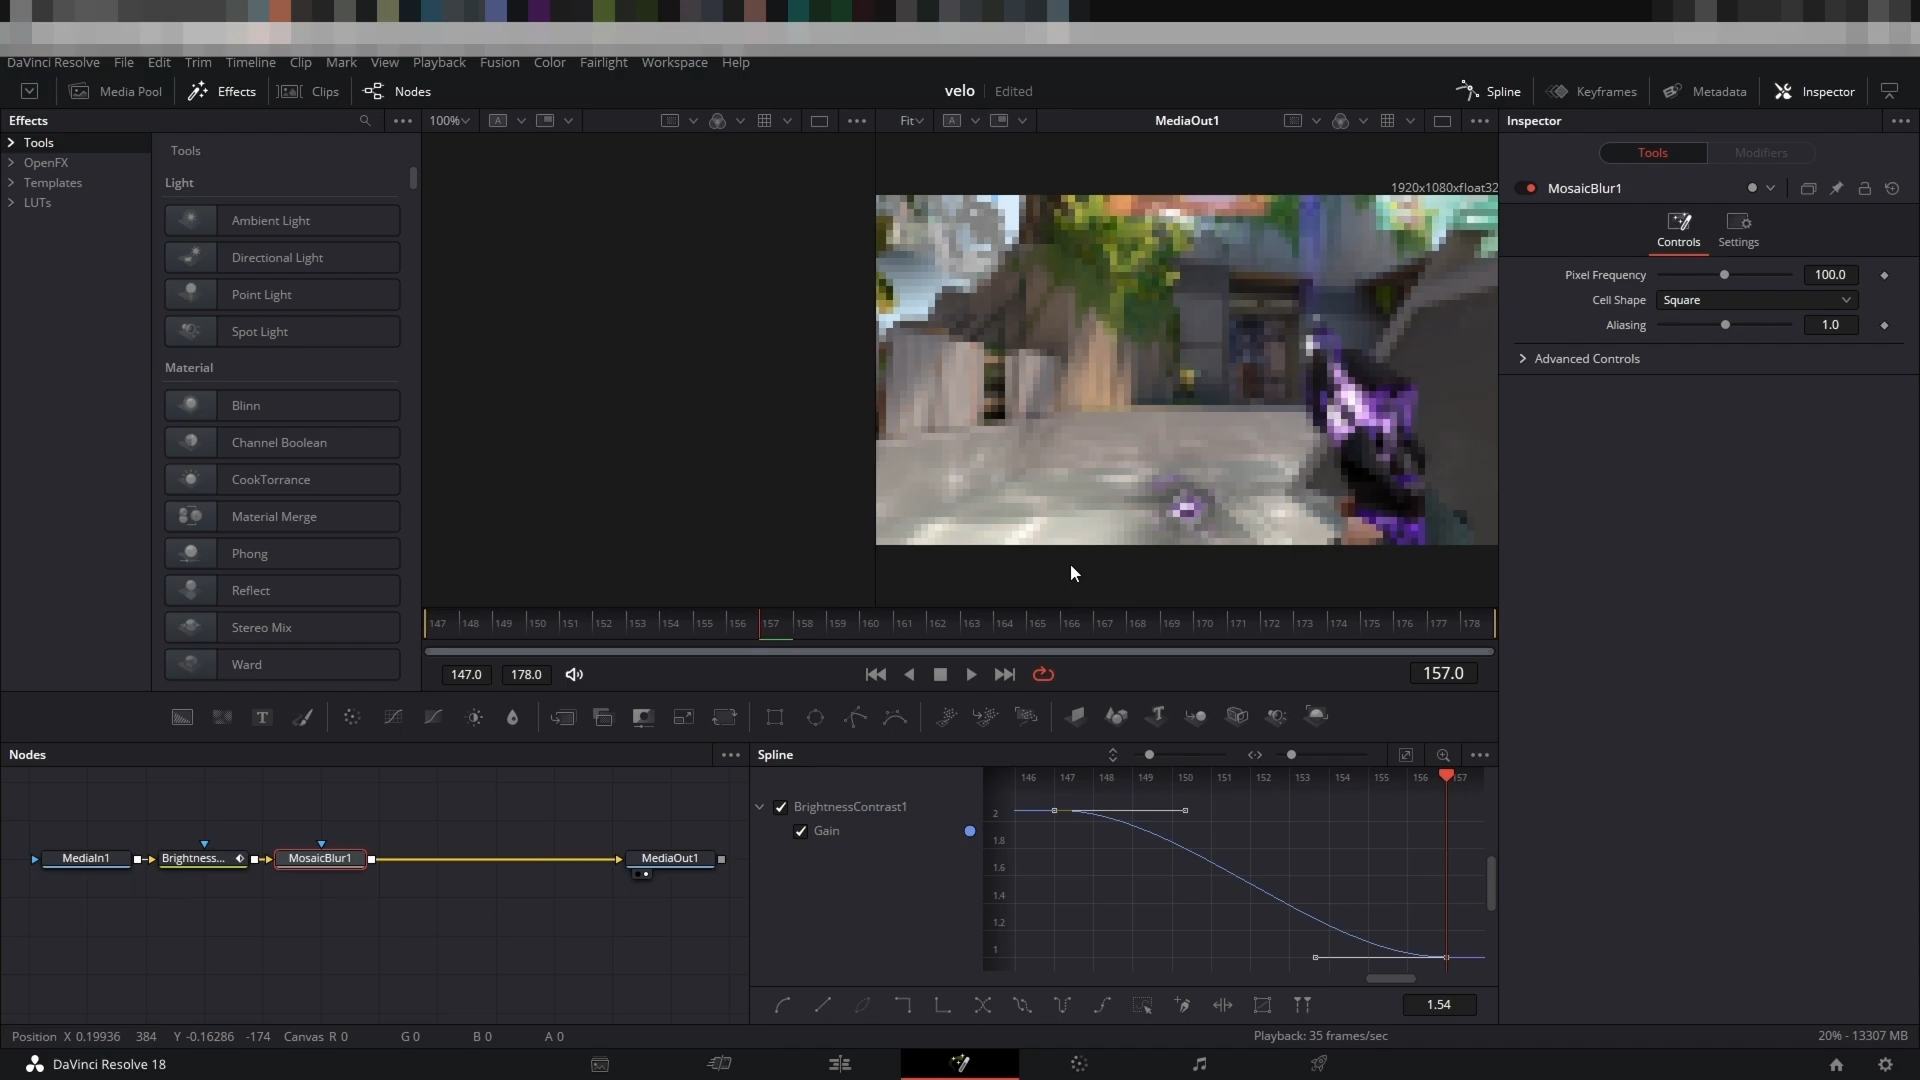 DaVinci Resolve File Edit Trim Timeline Clip Mark View Playback Fusion Color Fairlight Workspace Help
Media Pool Effects Clips Nodes velo Edited Spline Keyframes Metadata Inspector
Effects 100% A Fit A MediaOut1 Inspector
Tools
OpenFX
Templates
LUTs
Tools
Light
Ambient Light
Directional Light
Point Light
Spot Light
Material
Blinn
Channel Boolean
CookTorrance
Material Merge
Phong
Reflect
Stereo Mix
Ward
1920x1080xfloat32
147 148 149 150 151 152 153 154 155 156 157 158 159 160 161 162 163 164 165 166 167 168 169 170 171 172 173 174 175 176 177 178
147.0 178.0 157.0
Tools Modifiers
MosaicBlur1
Controls Settings
Pixel Frequency 100.0
Cell Shape Square
Aliasing 1.0
Advanced Controls
T T
Nodes
MediaIn1 Brightness... MosaicBlur1 MediaOut1
Spline
BrightnessContrast1
Gain
146 147 148 149 150 151 152 153 154 155 156 157
2
1.8
1.6
1.4
1.2
1
1.54
Position X 0.19936 384 Y -0.16286 -174 Canvas R 0 G 0 B 0 A 0 Playback: 35 frames/sec 20% - 13307 MB
DaVinci Resolve 18